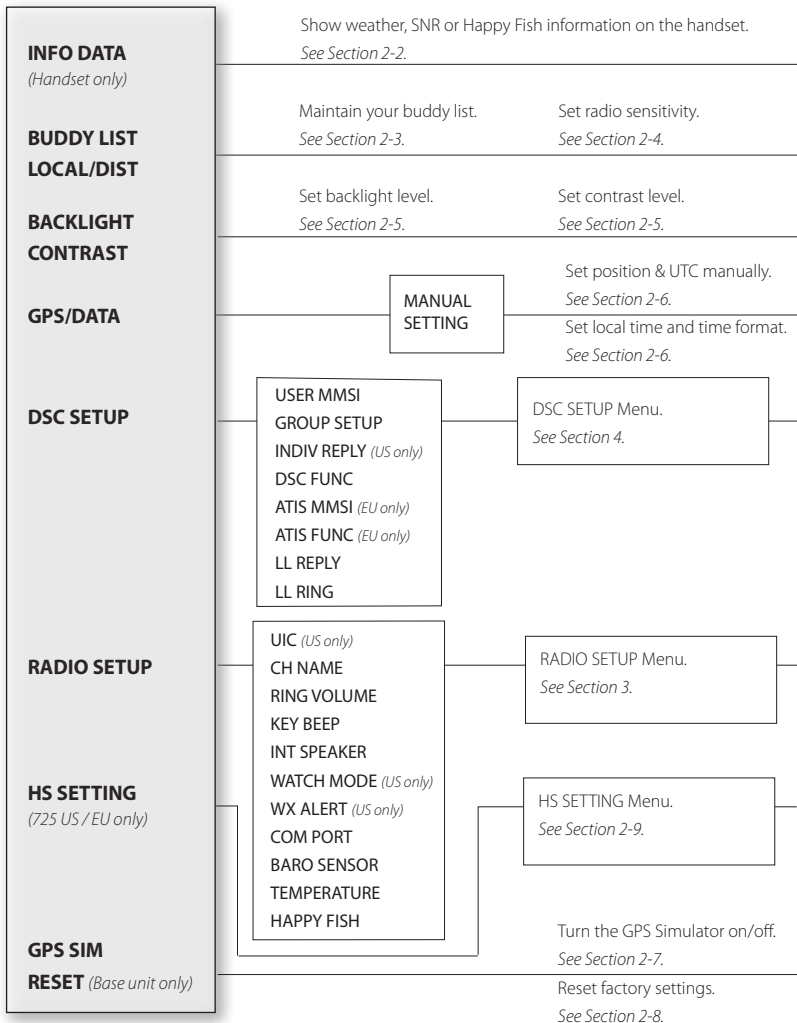 Show weather, SNR or Happy Fish information on the handset.
INFO DATA
See Section 2-2.
(Handset only)
Maintain your buddy list.
Set radio sensitivity.
BUDDY LIST
See Section 2-3.
See Section 2-4.
LOCAL/DIST
Set backlight level.
Set contrast level.
BACKLIGHT
See Section 2-5.
See Section 2-5.
CONTRAST
Set position & UTC manually.
GPS/DATA
MANUAL
SETTING
See Section 2-6.
Set local time and time format.
See Section 2-6.
DSC SETUP
USER MMSI
GROUP SETUP
INDIV REPLY (US only)
DSC FUNC
ATIS MMSI (EU only)
ATIS FUNC (EU only)
LL REPLY
LL RING
DSC SETUP Menu.
See Section 4.
RADIO SETUP
UIC (US only)
CH NAME
RING VOLUME
KEY BEEP
INT SPEAKER
WATCH MODE (US only)
WX ALERT (US only)
COM PORT
BARO SENSOR
TEMPERATURE
HAPPY FISH
RADIO SETUP Menu.
See Section 3.
HS SETTING
(725 US / EU only)
HS SETTING Menu.
See Section 2-9.
GPS SIM
Turn the GPS Simulator on/off.
See Section 2-7.
RESET (Base unit only)
Reset factory settings.
See Section 2-8.